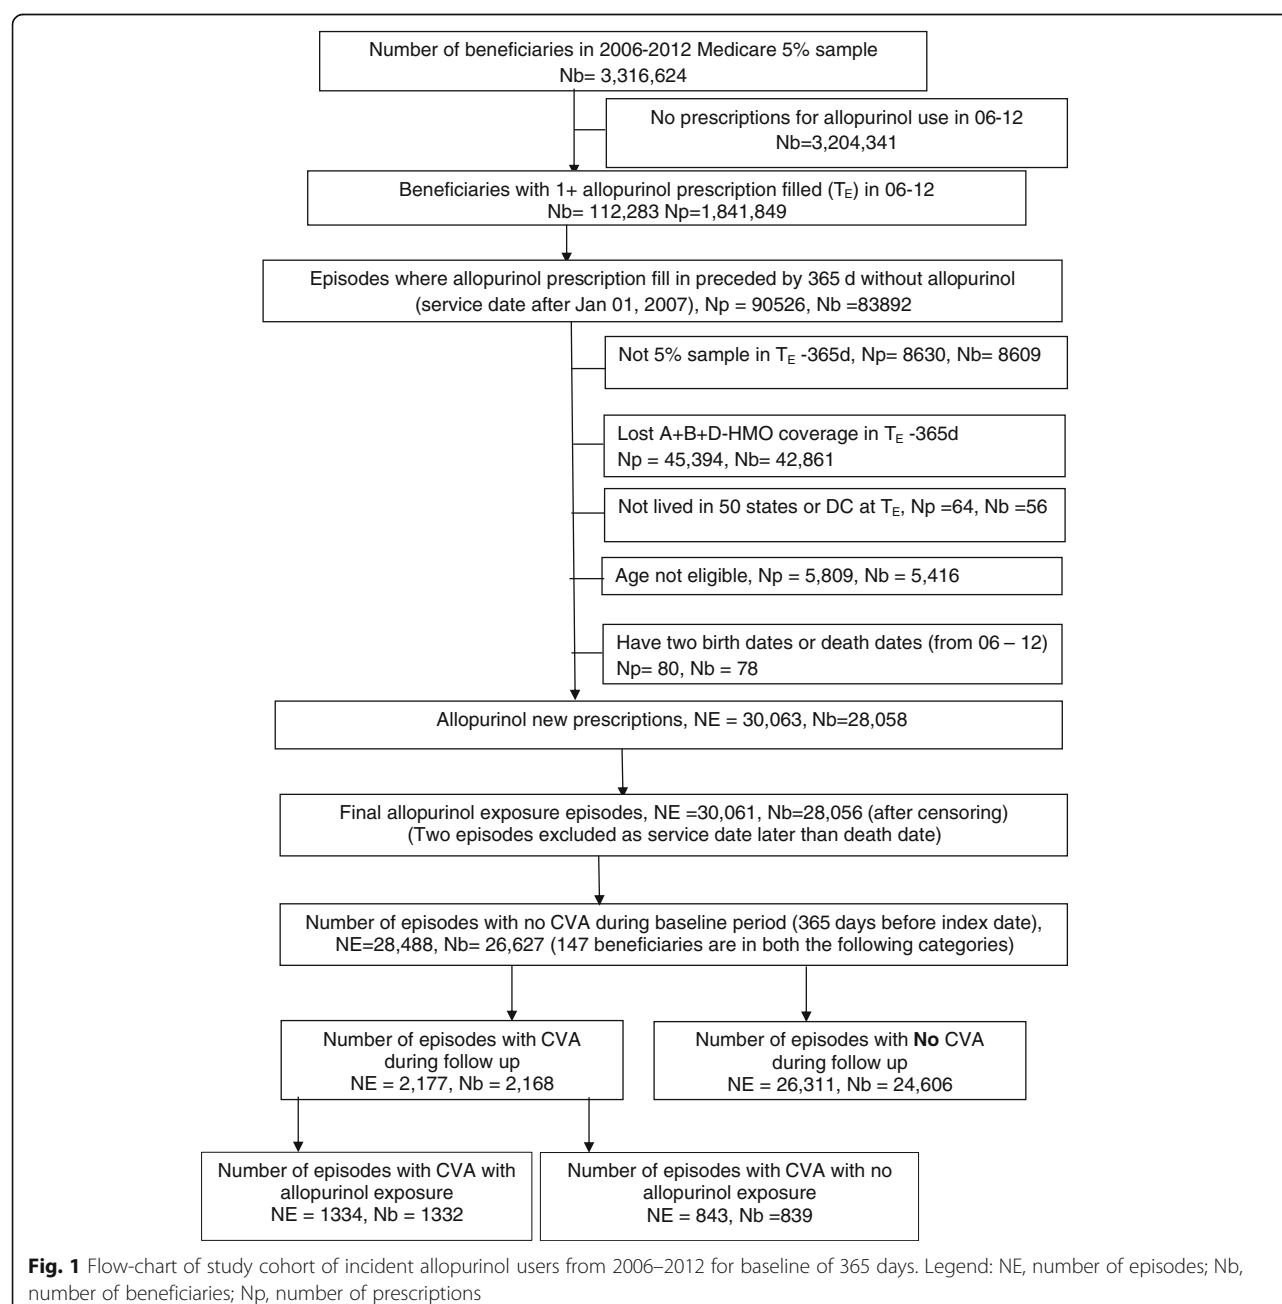 Number of beneficiaries in 2006-2012 Medicare 5% sample
Nb= 3,316,624
No prescriptions for allopurinol use in 06-12
Nb=3,204,341
Beneficiaries with 1+ allopurinol prescription filled (TE) in 06-12
Nb= 112,283 Np=1,841,849
Episodes where allopurinol prescription fill in preceded by 365 d without allopurinol
(service date after Jan 01, 2007), Np = 90526, Nb =83892
Not 5% sample in TE -365d, Np= 8630, Nb= 8609
Lost A+B+D-HMO coverage in TE -365d
Np = 45,394, Nb= 42,861
Not lived in 50 states or DC at TE, Np =64, Nb =56
Age not eligible, Np = 5,809, Nb = 5,416
Have two birth dates or death dates (from 06 – 12)
Np= 80, Nb = 78
Allopurinol new prescriptions, NE = 30,063, Nb=28,058
Final allopurinol exposure episodes, NE =30,061, Nb=28,056 (after censoring)
(Two episodes excluded as service date later than death date)
Number of episodes with no CVA during baseline period (365 days before index date),
NE=28,488, Nb= 26,627 (147 beneficiaries are in both the following categories)
Number of episodes with CVA
during follow up
NE = 2,177, Nb = 2,168
Number of episodes with No CVA
during follow up
NE = 26,311, Nb = 24,606
Number of episodes with CVA with
allopurinol exposure
NE = 1334, Nb = 1332
Number of episodes with CVA with no
allopurinol exposure
NE = 843, Nb =839
Fig. 1 Flow-chart of study cohort of incident allopurinol users from 2006–2012 for baseline of 365 days. Legend: NE, number of episodes; Nb,
number of beneficiaries; Np, number of prescriptions